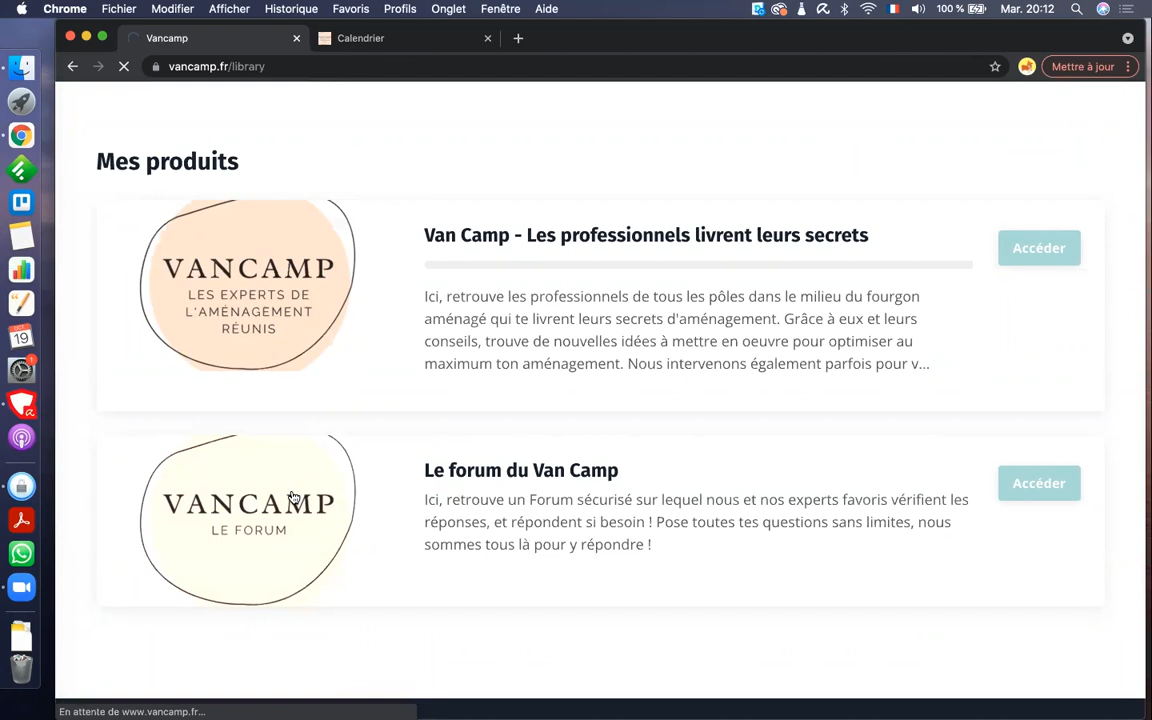 Chrome Fichier Modifier Afficher Historique Favoris Profils Onglet Fenêtre Aide 100 % Mar. 20:12
Vancamp
Calendrier
vancamp.fr/library
Mettre à jour
Mes produits
VANCAMP
LES EXPERTS DE
L'AMÉNAGEMENT
RÉUNIS
Van Camp - Les professionnels livrent leurs secrets
Accéder
Ici, retrouve les professionnels de tous les pôles dans le milieu du fourgon
aménagé qui te livrent leurs secrets d'aménagement. Grâce à eux et leurs
conseils, trouve de nouvelles idées à mettre en oeuvre pour optimiser au
maximum ton aménagement. Nous intervenons également parfois pour v...
VANCAMP
LE FORUM
Le forum du Van Camp
Accéder
Ici, retrouve un Forum sécurisé sur lequel nous et nos experts favoris vérifient les
réponses, et répondent si besoin ! Pose toutes tes questions sans limites, nous
sommes tous là pour y répondre !
19
1
En attente de www.vancamp.fr...